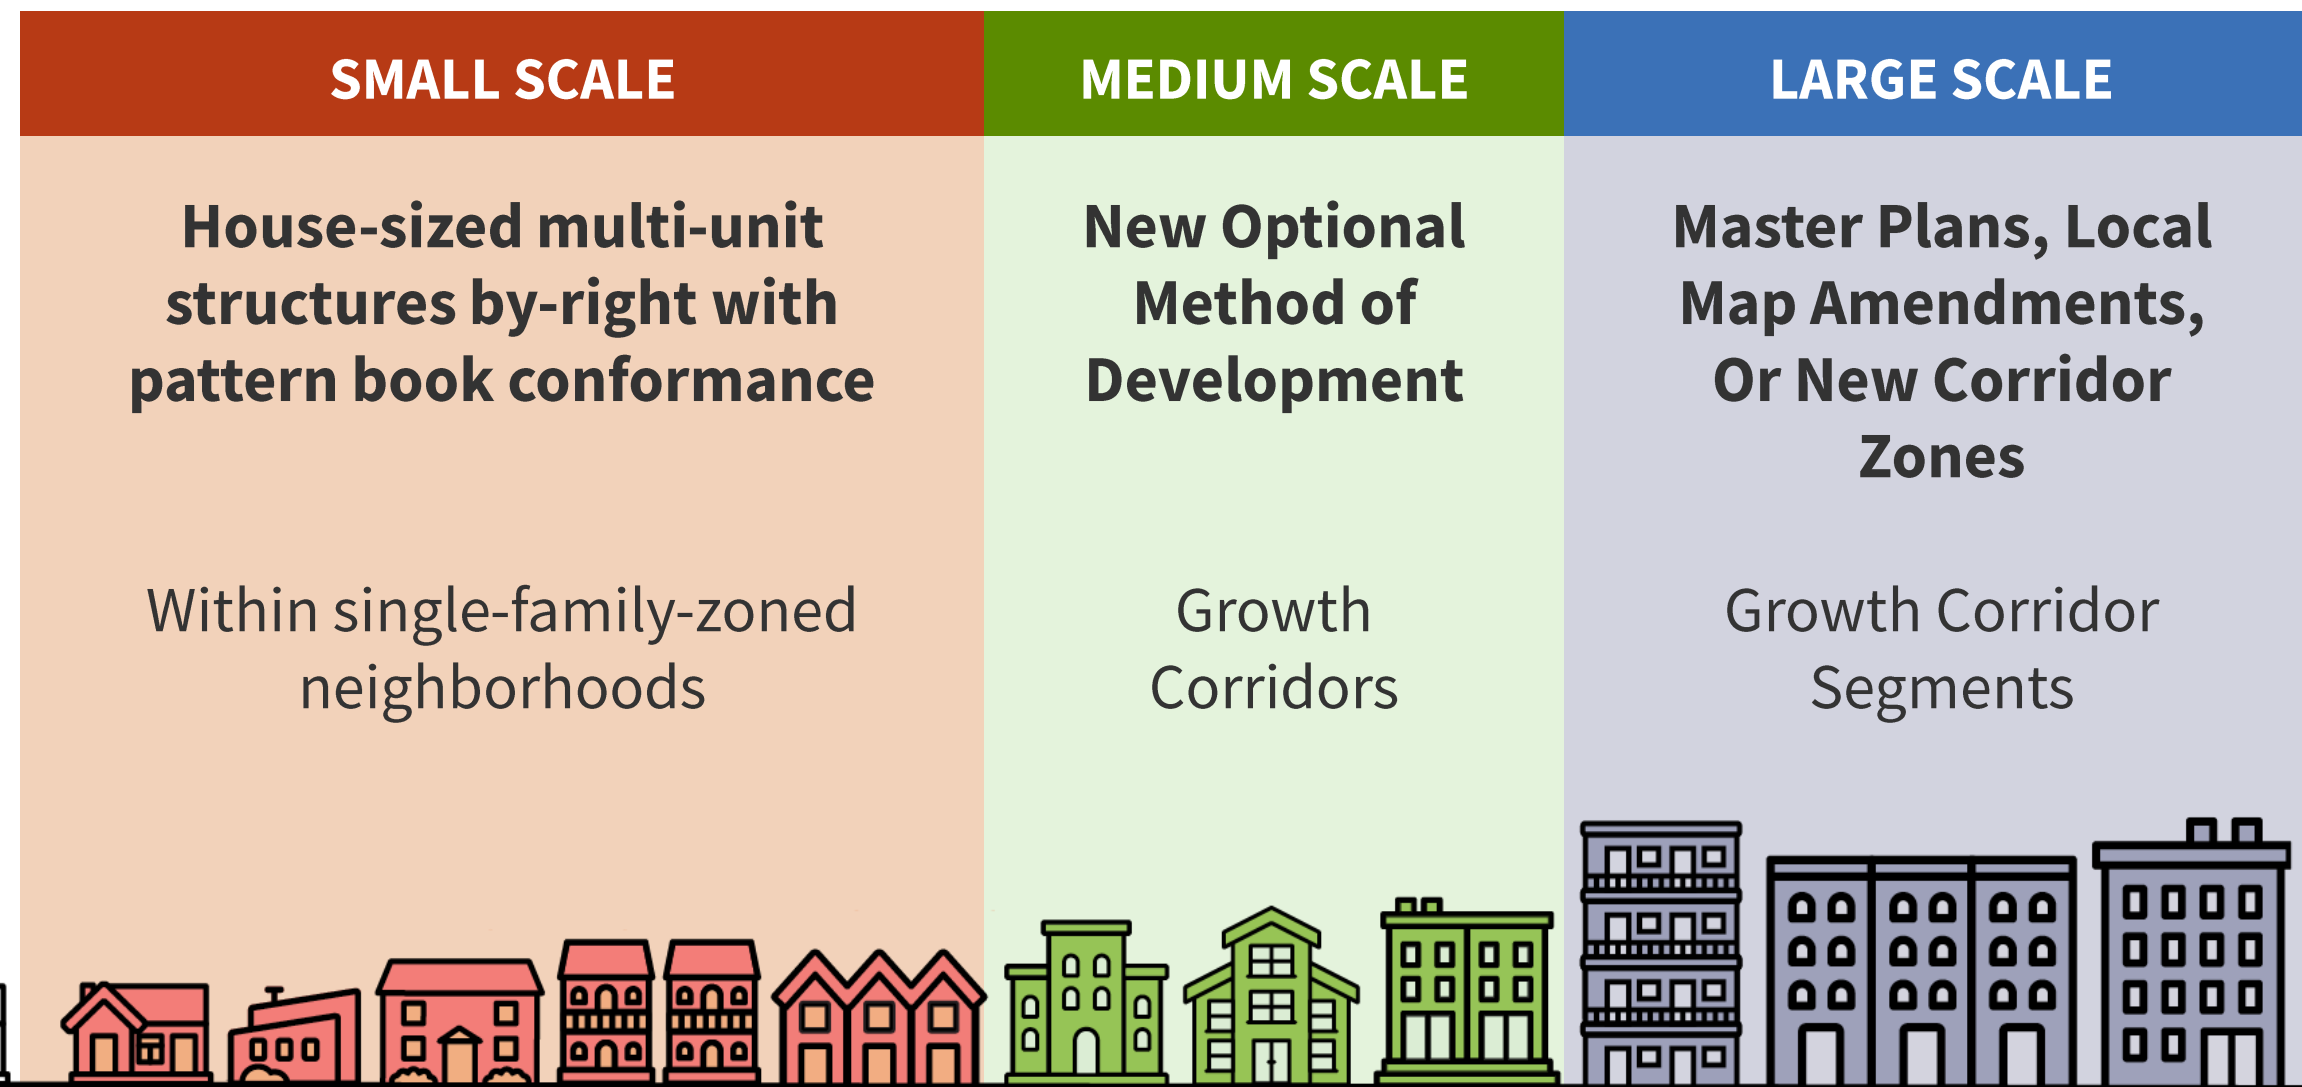 SMALL SCALE
House-sized multi-unit
structures by-right with
pattern book conformance
Within single-family-zoned
neighborhoods
MEDIUM SCALE
New Optional
Method of
Development
Growth
Corridors
LARGE SCALE
Master Plans, Local
Map Amendments,
Or New Corridor
Zones
Growth Corridor
Segments